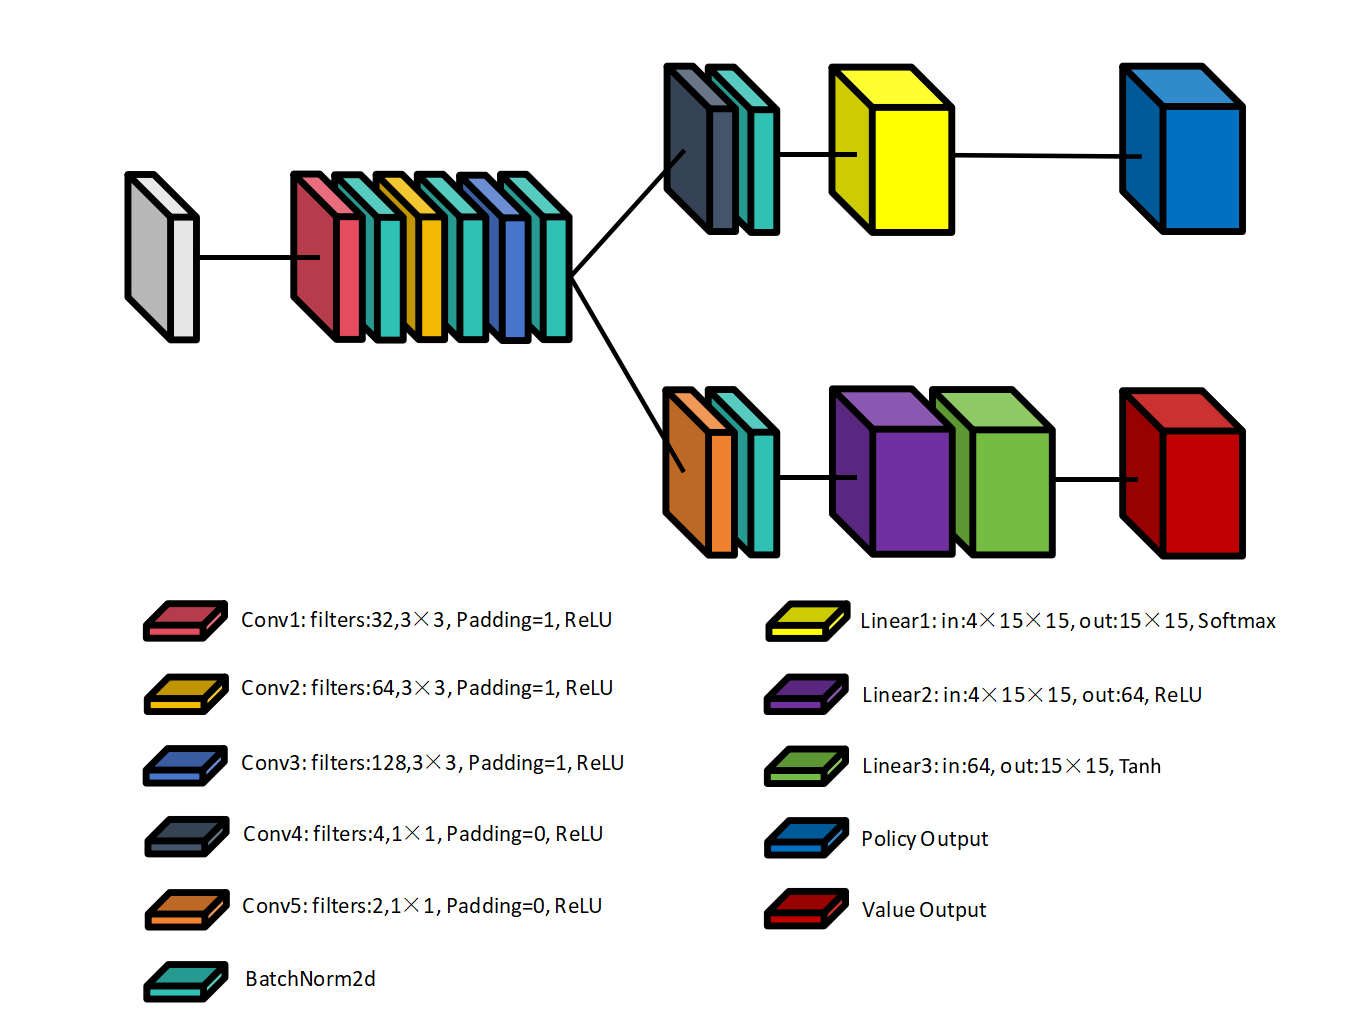 Conv1: filters:32,3×3, Padding=1, ReLU
Conv2: filters:64,3×3, Padding=1, ReLU
Conv3: filters:128,3×3, Padding=1, ReLU
Conv4: filters:4,1×1, Padding=0, ReLU
Conv5: filters:2,1×1, Padding=0, ReLU
BatchNorm2d
Linear1: in:4×15×15, out:15×15, Softmax
Linear2: in:4×15×15, out:64, ReLU
Linear3: in:64, out:15×15, Tanh
Policy Output
Value Output